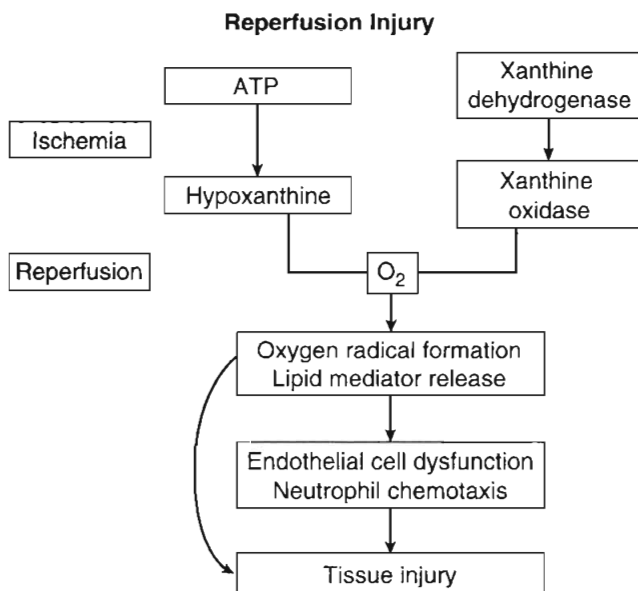 Reperfusion Injury
ATP
Xanthine
dehydrogenase
Ischemia
Hypoxanthine
Xanthine
oxidase
Reperfusion
O₂
Oxygen radical formation
Lipid mediator release
Endothelial cell dysfunction
Neutrophil chemotaxis
Tissue injury